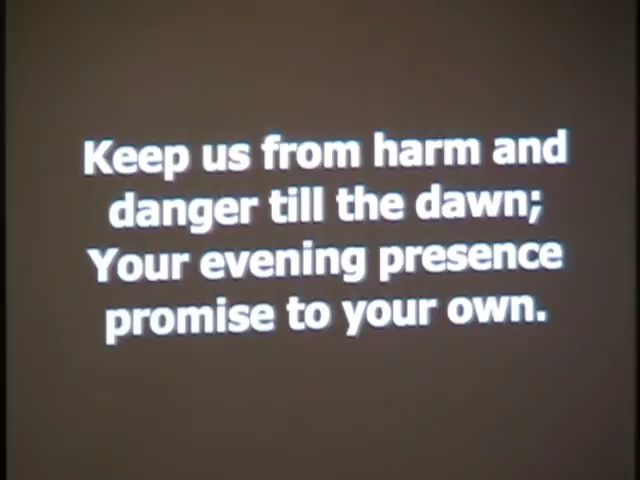 Keep us from harm and
danger till the dawn;
Your evening presence
promise to your own.